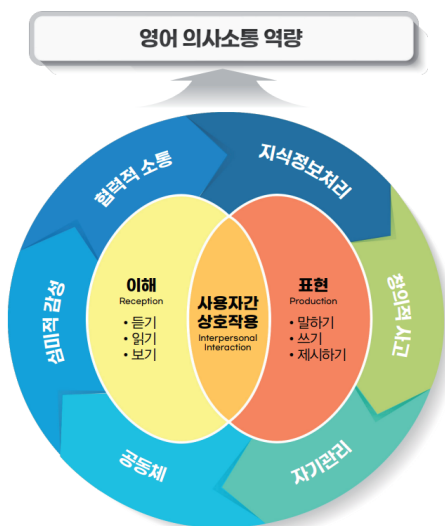 영어 의사소통 역량
협력적 소통
지식정보처리
창의적 사고
자기관리
공동체
심미적 감성
이해
Reception
• 듣기
• 읽기
• 보기
사용자간
상호작용
Interpersonal
Interaction
표현
Production
• 말하기
• 쓰기
• 제시하기